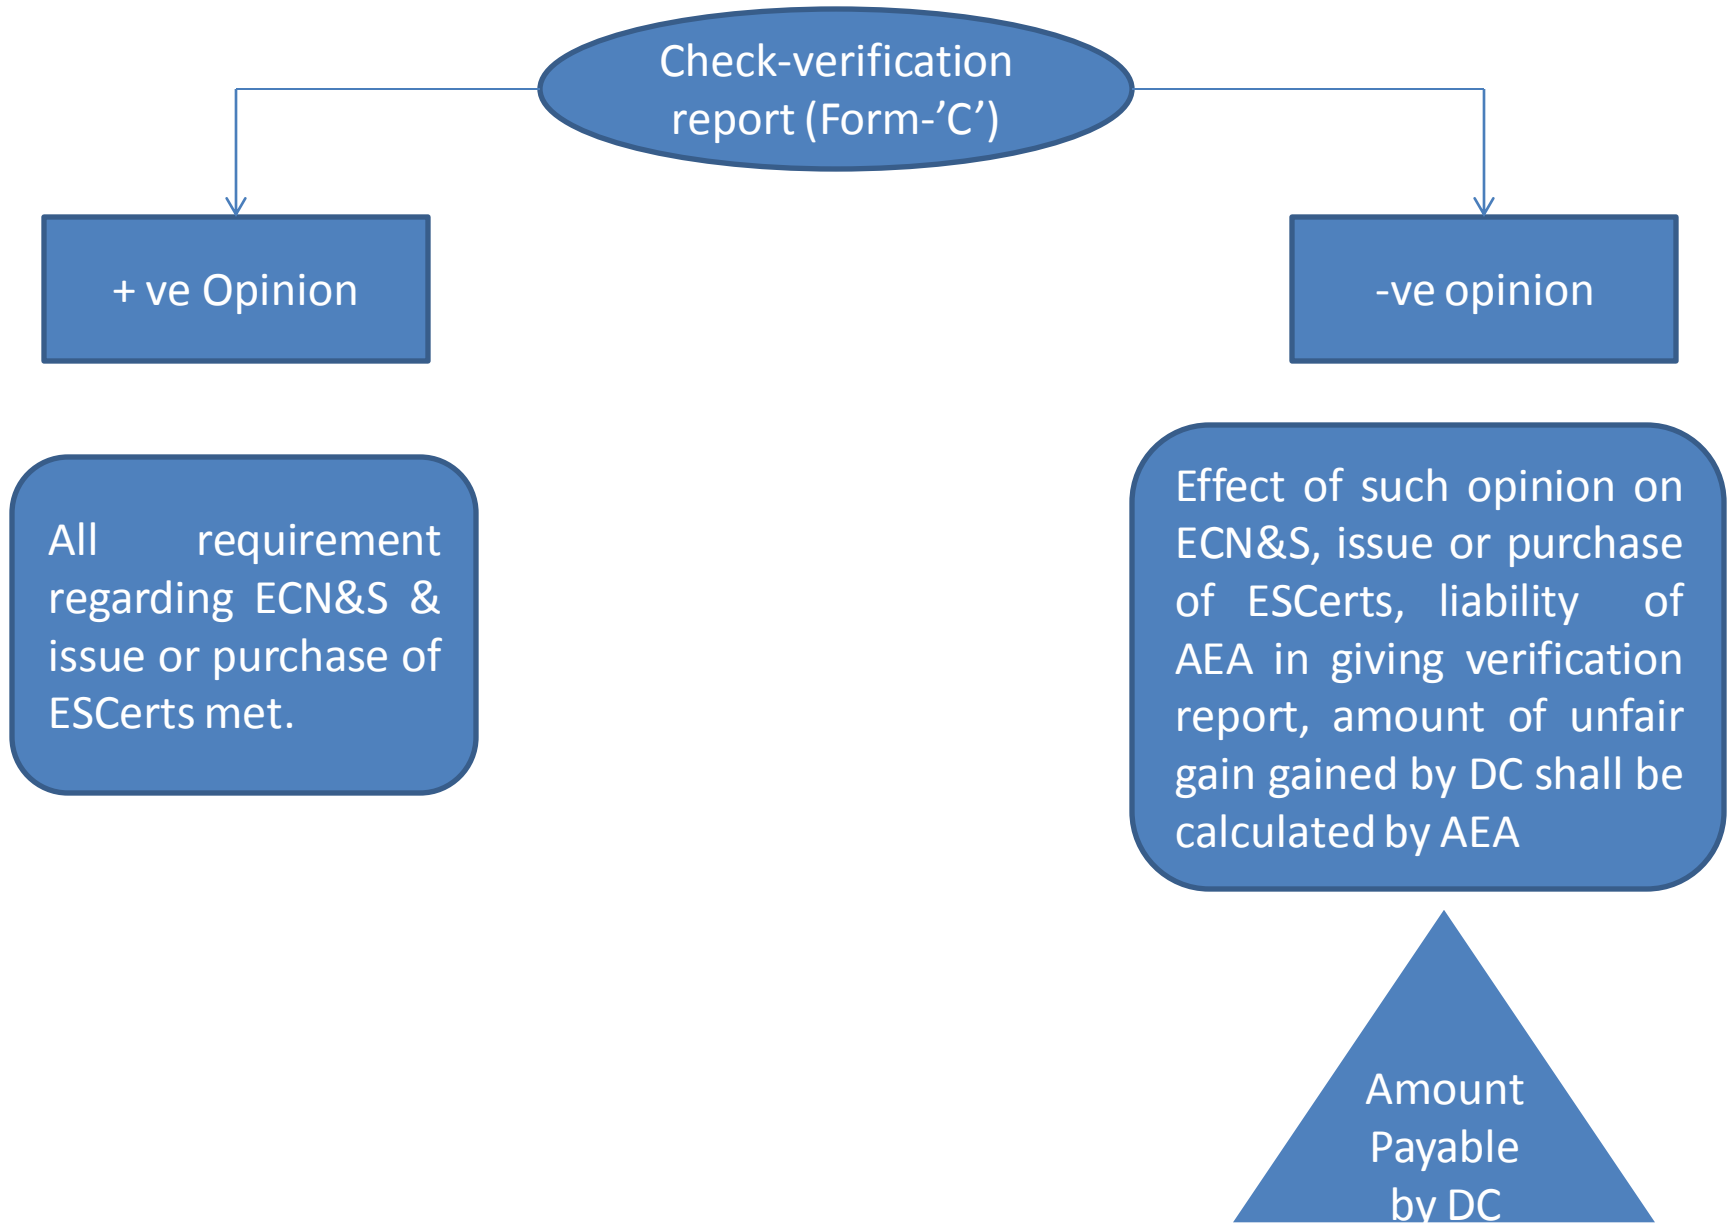 Check-verification
report (Form-’C’)
+ ve Opinion
-ve opinion
All requirement
regarding ECN&S &
issue or purchase of
ESCerts met.
Effect of such opinion on
ECN&S, issue or purchase
of ESCerts, liability of
AEA in giving verification
report, amount of unfair
gain gained by DC shall be
calculated by AEA
Amount
Payable
by DC